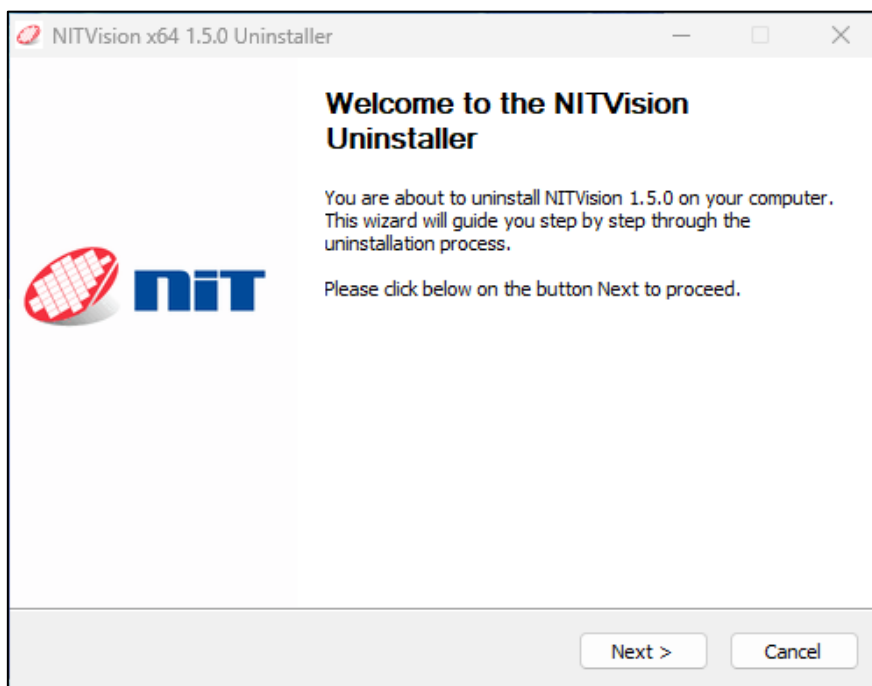 NITVision x64 1.5.0 Uninstaller
Welcome to the NITVision
Uninstaller
You are about to uninstall NITVision 1.5.0 on your computer.
This wizard will guide you step by step through the
uninstallation process.
Please click below on the button Next to proceed.
NiT
Next >
Cancel